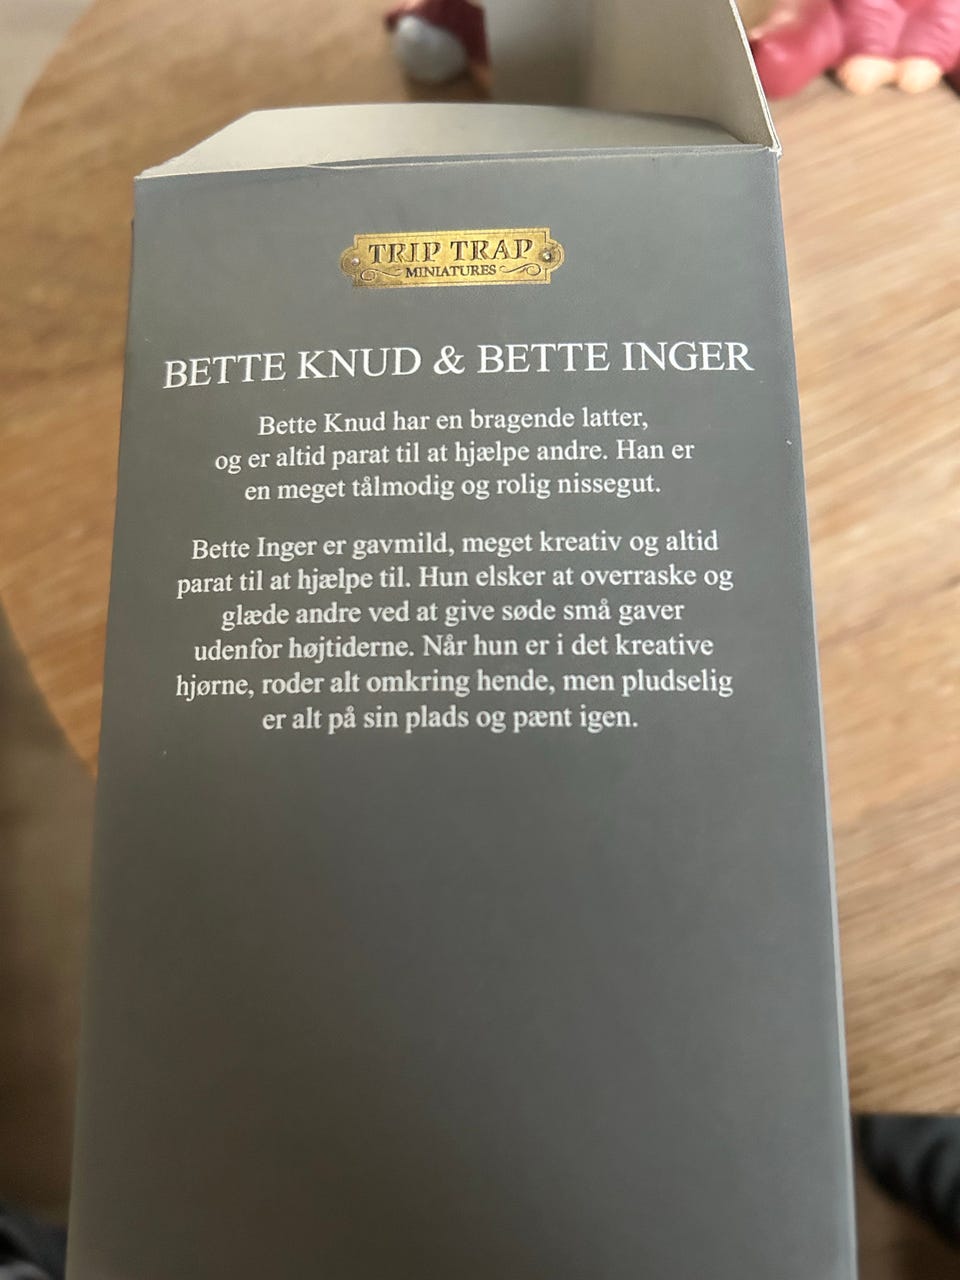 TRIP TRAP
MINIATURES
BETTE KNUD & BETTE INGER
Bette Knud har en bragende latter,
og er altid parat til at hjælpe andre. Han er
en meget tålmodig og rolig nissegut.
Bette Inger er gavmild, meget kreativ og altid
parat til at hjælpe til. Hun elsker at overraske og
glæde andre ved at give søde små gaver
udenfor højtiderne. Når hun er i det kreative
hjørne, roder alt omkring hende, men pludselig
er alt på sin plads og pænt igen.